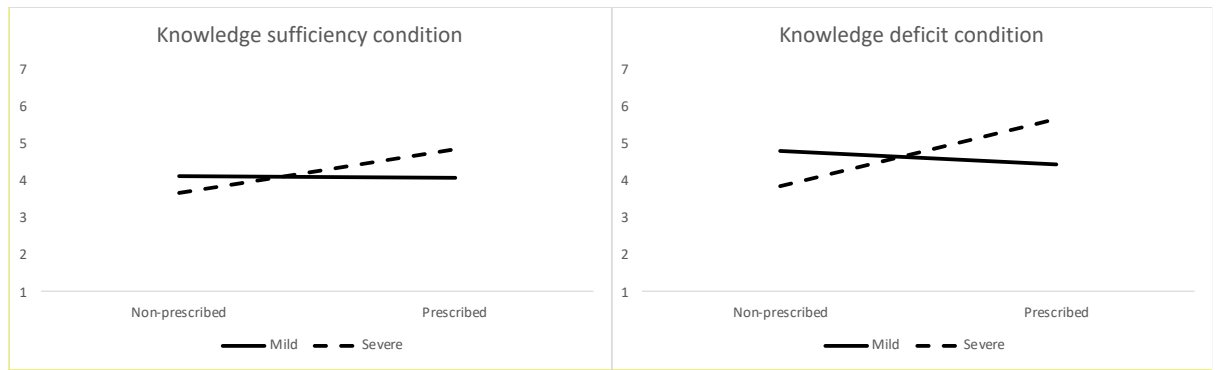 Knowledge sufficiency condition
7
6
5
4
3
2
1
Non-prescribed Prescribed
Mild Severe
Knowledge deficit condition
7
6
5
4
3
2
1
Non-prescribed Prescribed
Mild Severe